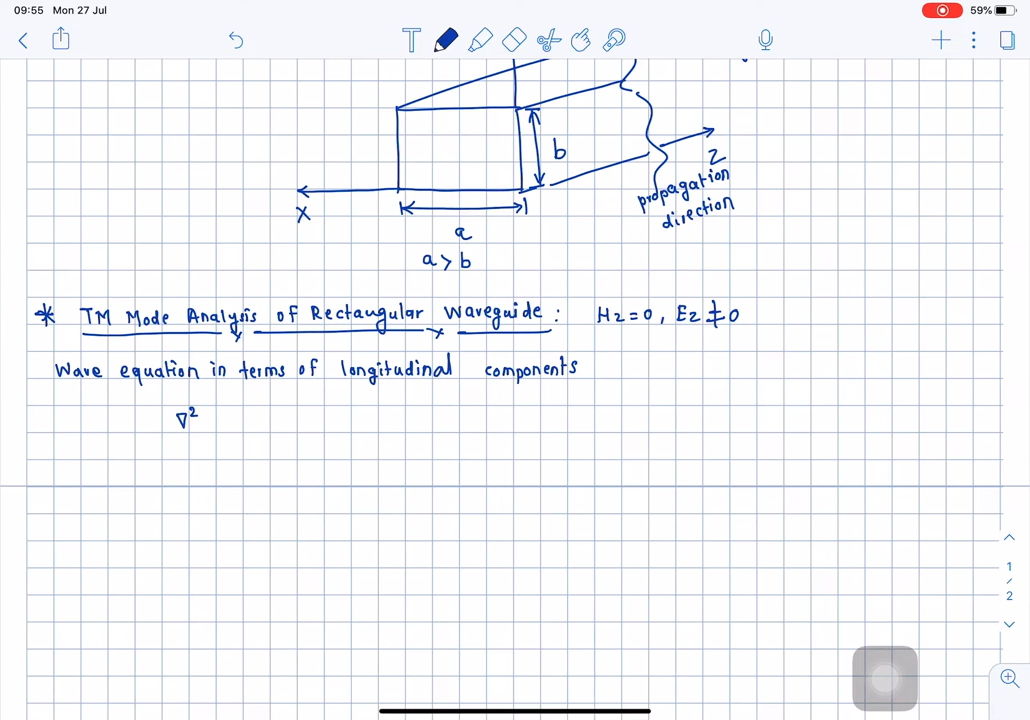 09:55 Mon 27 Jul
59%
T
b
Z
propagation
direction
X
a
a > b
* TM Mode Analysis of Rectangular Waveguide : Hz=0, Ez≠0
Wave equation in terms of longitudinal components
∇²
1
/
2